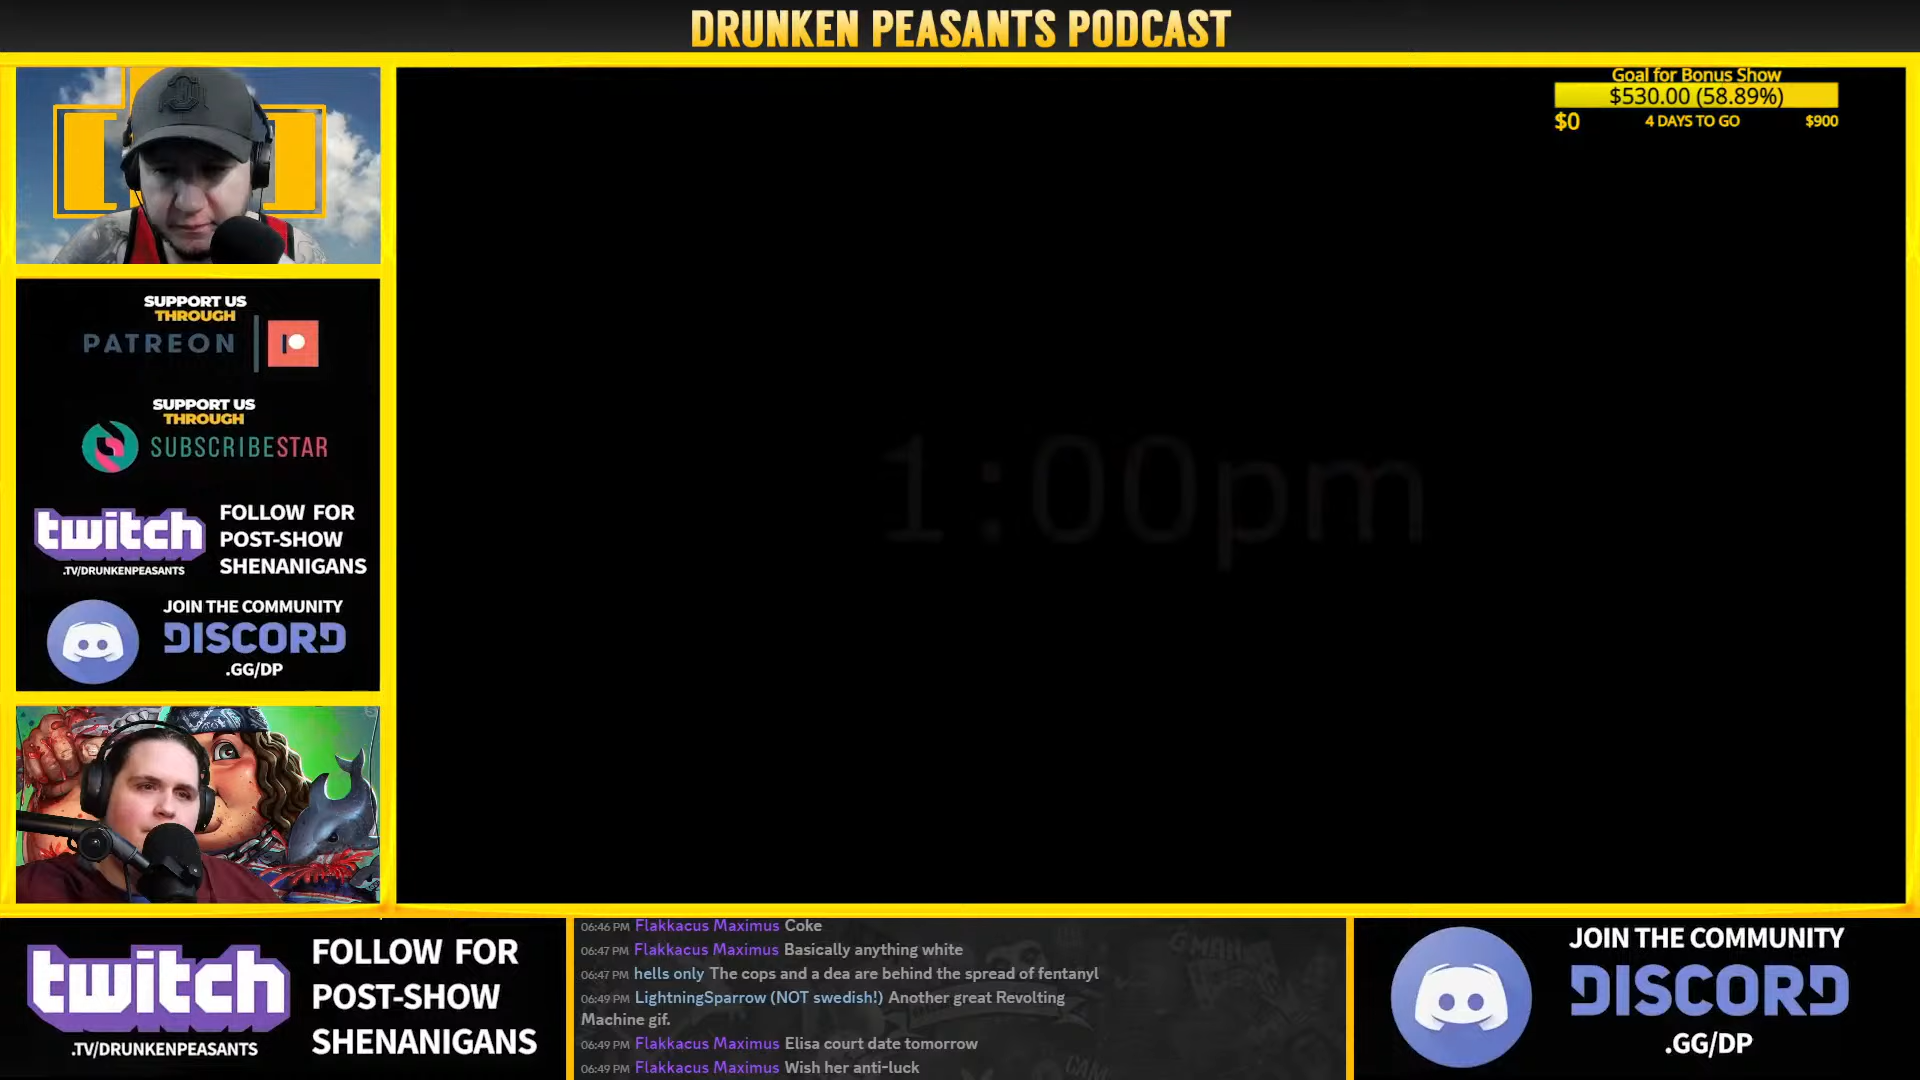 DRUNKEN PEASANTS PODCAST
Goal for Bonus Show
$530.00 (58.89%)
$0 4 DAYS TO GO $900
SUPPORT US
THROUGH
PATREON
SUPPORT US
THROUGH
SUBSCRIBESTAR
twitch
.TV/DRUNKENPEASANTS
FOLLOW FOR
POST-SHOW
SHENANIGANS
JOIN THE COMMUNITY
DISCORD
.GG/DP
1:00pm
twitch
.TV/DRUNKENPEASANTS
FOLLOW FOR
POST-SHOW
SHENANIGANS
06:46 PM Flakkacus Maximus Coke
06:47 PM Flakkacus Maximus Basically anything white
06:47 PM hells only The cops and a dea are behind the spread of fentanyl
06:49 PM LightningSparrow (NOT swedish!) Another great Revolting
Machine gif.
06:49 PM Flakkacus Maximus Elisa court date tomorrow
06:49 PM Flakkacus Maximus Wish her anti-luck
JOIN THE COMMUNITY
DISCORD
.GG/DP